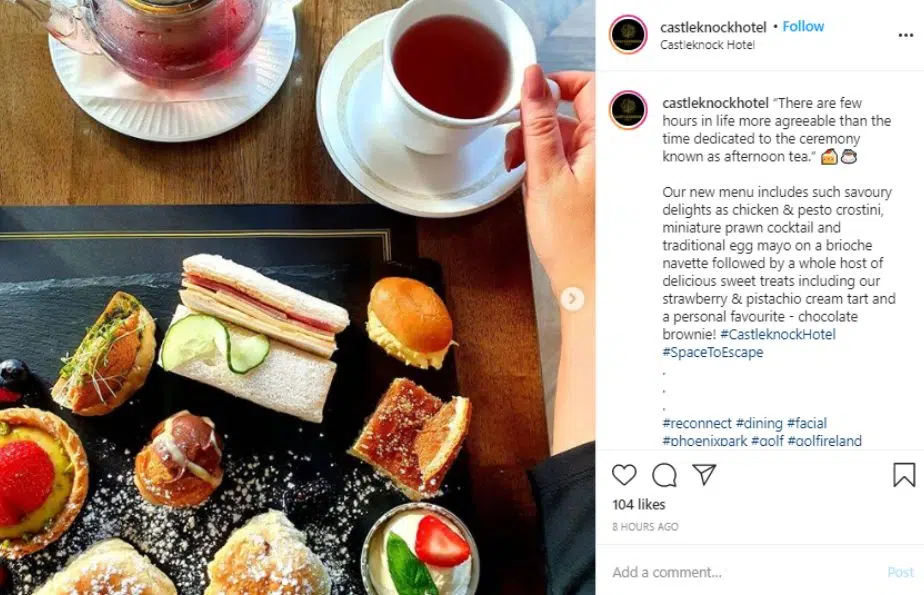 castleknockhotel • Follow
Castleknock Hotel
castleknockhotel “There are few
hours in life more agreeable than the
time dedicated to the ceremony
known as afternoon tea.” 🍰☕
Our new menu includes such savoury
delights as chicken & pesto crostini,
miniature prawn cocktail and
traditional egg mayo on a brioche
navette followed by a whole host of
delicious sweet treats including our
strawberry & pistachio cream tart and
a personal favourite - chocolate
brownie! #CastleknockHotel
#SpaceToEscape
.
.
.
#reconnect #dining #facial
#phoenixpark #golf #golfireland
104 likes
8 HOURS AGO
Add a comment...
Post